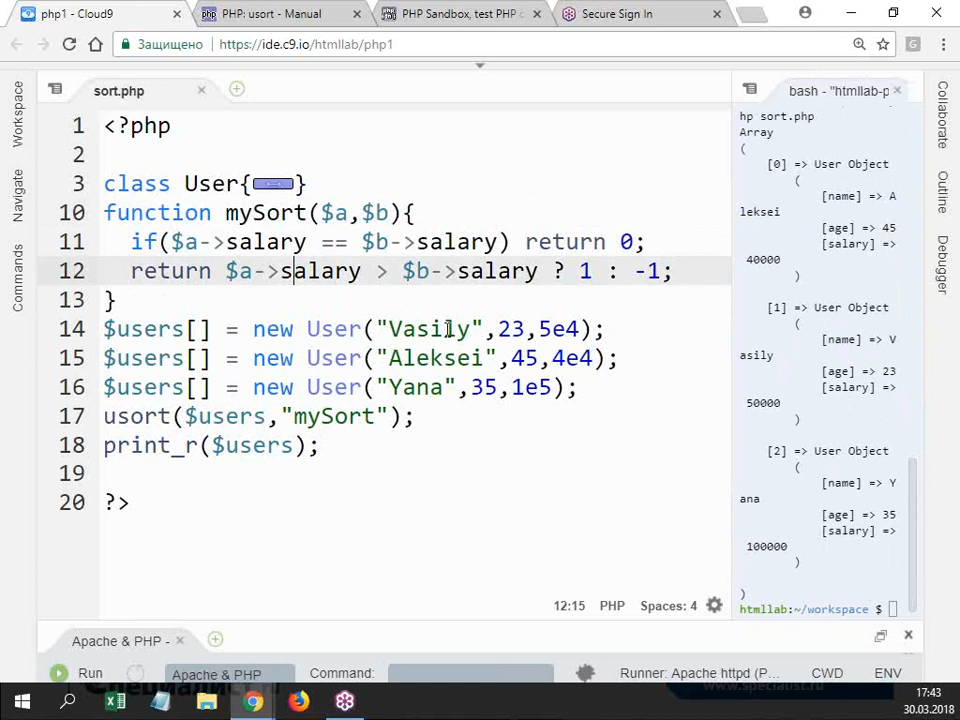 php1 - Cloud9
PHP: usort - Manual
PHP Sandbox, test PHP
Secure Sign In
Защищено
https://ide.c9.io/htmllab/php1
Workspace
Navigate
Commands
sort.php
1 <?php
2
3 class User{ }
10 function mySort($a,$b){
11 if($a->salary == $b->salary) return 0;
12 return $a->salary > $b->salary ? 1 : -1;
13 }
14 $users[] = new User("Vasily",23,5e4);
15 $users[] = new User("Aleksei",45,4e4);
16 $users[] = new User("Yana",35,1e5);
17 usort($users,"mySort");
18 print_r($users);
19
20 ?>
12:15 PHP Spaces: 4
bash - "htmllab-p
hp sort.php
Array
(
[0] => User Object
(
[name] => A
leksei
[age] => 45
[salary] =>
40000
)
[1] => User Object
(
[name] => V
asily
[age] => 23
[salary] =>
50000
)
[2] => User Object
(
[name] => Y
ana
[age] => 35
[salary] =>
100000
)
)
htmllab:~/workspace $
Collaborate
Outline
Debugger
Apache & PHP -
Run
Apache & PHP
Command:
Runner: Apache httpd (P...
CWD
ENV
www.specialist.ru
17:43
30.03.2018